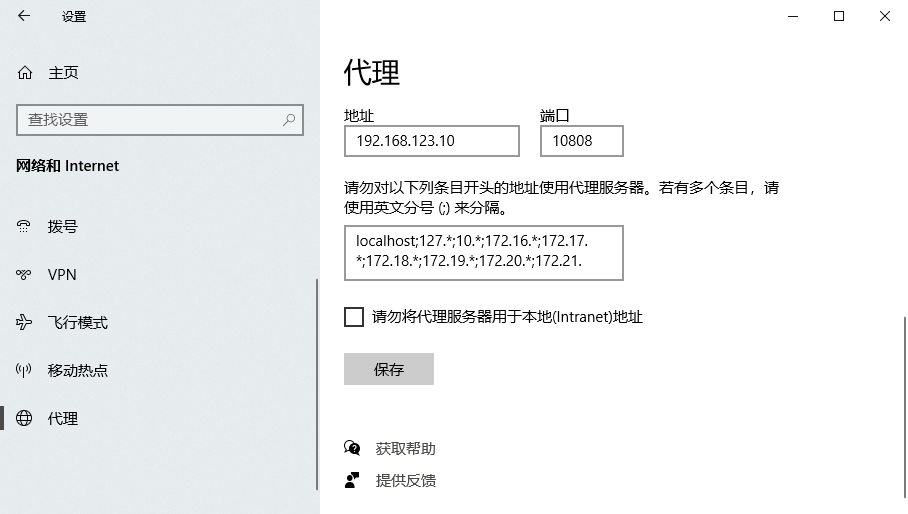 设置
主页
查找设置
网络和 Internet
拨号
VPN
飞行模式
移动热点
代理
代理
地址
端口
192.168.123.10
10808
请勿对以下列条目开头的地址使用代理服务器。若有多个条目，请
使用英文分号 (;) 来分隔。
localhost;127.*;10.*;172.16.*;172.17.
*;172.18.*;172.19.*;172.20.*;172.21.
请勿将代理服务器用于本地(Intranet)地址
保存
获取帮助
提供反馈